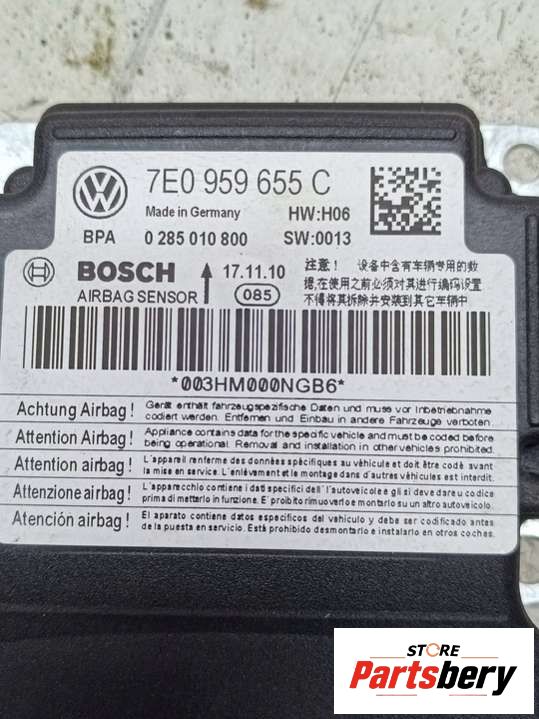 7E0 959 655 C
Made in Germany HW:H06
BPA 0 285 010 800 SW:0013
BOSCH 17.11.10
AIRBAG SENSOR 085
注意! 设备中含有车辆专用的数
据,在使用之前必须对其进行编码设置
不得将其拆除并安装到其它车辆中
*003HM000NGB6*
Achtung Airbag! Gerät enthält fahrzeugspezifische Daten und muss vor Inbetriebnahme
codiert werden. Entfernen und Einbau in andere Fahrzeuge verboten.
Attention Airbag! Appliance contains data for the specific vehicle and must be coded before
being operational. Removal and installation in other vehicles prohibited.
Attention airbag! L'appareil renferme des données spécifiques au véhicule et doit être codé avant
la mise en service. L'enlèvement et le montage dans d'autres véhicules est interdit.
Attenzione airbag! L'apparecchio contiene i dati specifici dell'autoveicolo e gli si deve dare u codice
prima di metterlo in funzione. E'proibito rimuoverlo e montarlo su un altro autoveicolo.
Atención airbag! El aparato contiene datos especificos del vehiculo y debe ser codificado antes
de la puesta en servicio. Está prohibido desmontarlo e instalarlo en otros coches.
STORE
Partsbery